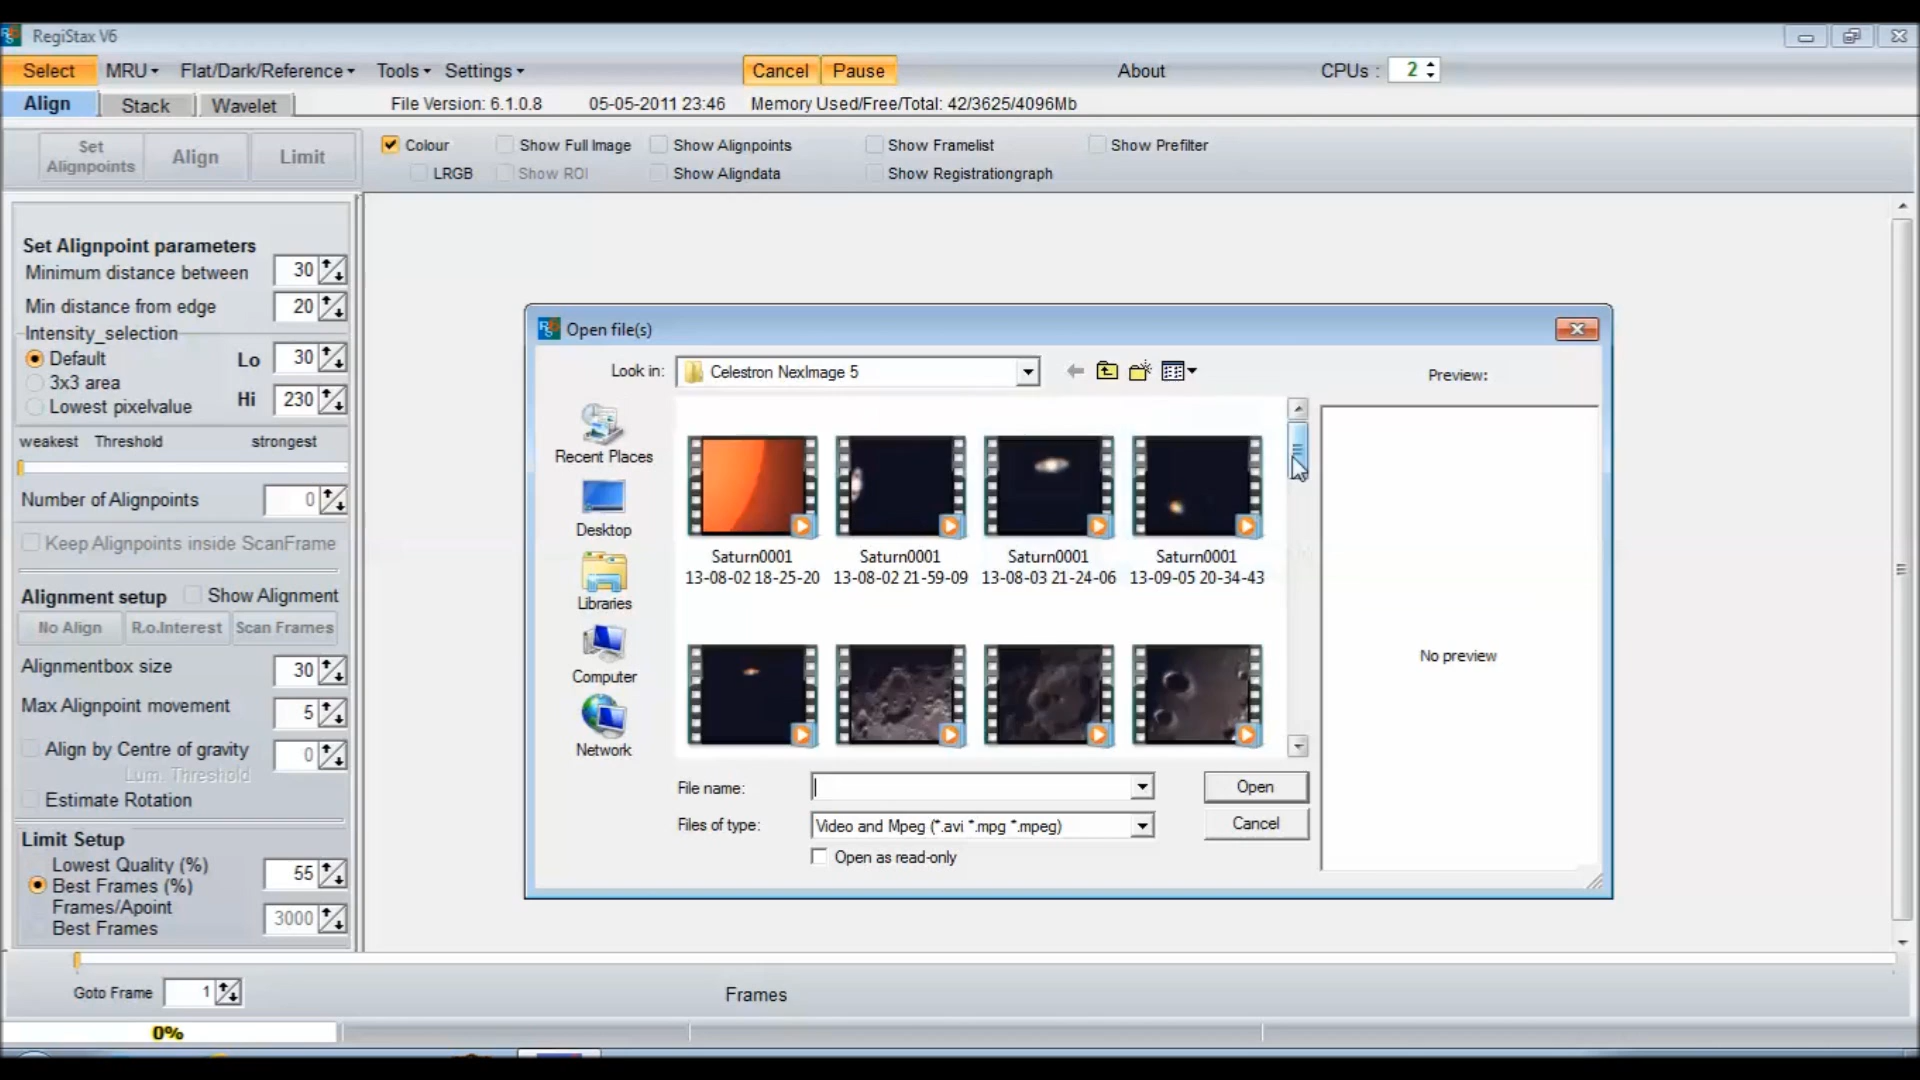 RegiStax V6
Select MRU Flat/Dark/Reference Tools Settings Cancel Pause About CPUs : 2
Align Stack Wavelet File Version: 6.1.0.8 05-05-2011 23:46 Memory Used/Free/Total: 42/3625/4096Mb
Set Alignpoints Align Limit
Colour Show Full Image Show Alignpoints Show Framelist Show Prefilter
LRGB Show ROI Show Aligndata Show Registrationgraph
Set Alignpoint parameters
Minimum distance between 30
Min distance from edge 20
Intensity_selection
Default Lo 30
3x3 area
Lowest pixelvalue Hi 230
weakest Threshold strongest
Number of Alignpoints 0
Keep Alignpoints inside ScanFrame
Alignment setup Show Alignment
No Align R.o.Interest Scan Frames
Alignmentbox size 30
Max Alignpoint movement 5
Align by Centre of gravity 0
Lum. Threshold
Estimate Rotation
Limit Setup
Lowest Quality (%)
Best Frames (%) 55
Frames/Apoint
Best Frames 3000
Goto Frame 1 Frames
0%
Open file(s)
Look in: Celestron NexImage 5
Recent Places
Desktop
Libraries
Computer
Network
Saturn0001 Saturn0001 Saturn0001 Saturn0001
13-08-02 18-25-20 13-08-02 21-59-09 13-08-03 21-24-06 13-09-05 20-34-43
File name: Open
Files of type: Video and Mpeg (*.avi *.mpg *.mpeg) Cancel
Open as read-only
Preview:
No preview